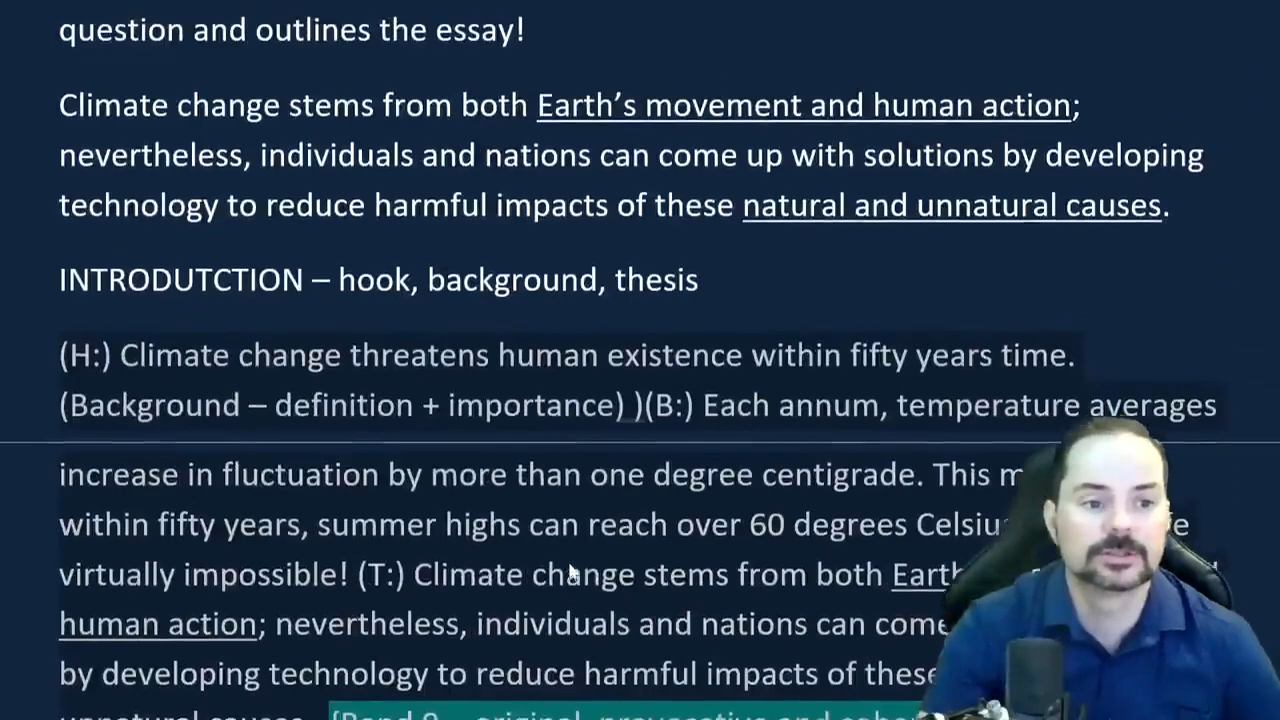 question and outlines the essay!
Climate change stems from both Earth’s movement and human action;
nevertheless, individuals and nations can come up with solutions by developing
technology to reduce harmful impacts of these natural and unnatural causes.
INTRODUTCTION – hook, background, thesis
(H:) Climate change threatens human existence within fifty years time.
(Background – definition + importance) )(B:) Each annum, temperature averages
increase in fluctuation by more than one degree centigrade. This
within fifty years, summer highs can reach over 60 degrees
virtually impossible! (T:) Climate change stems from both
human action; nevertheless, individuals and nations can come
by developing technology to reduce harmful impacts of these